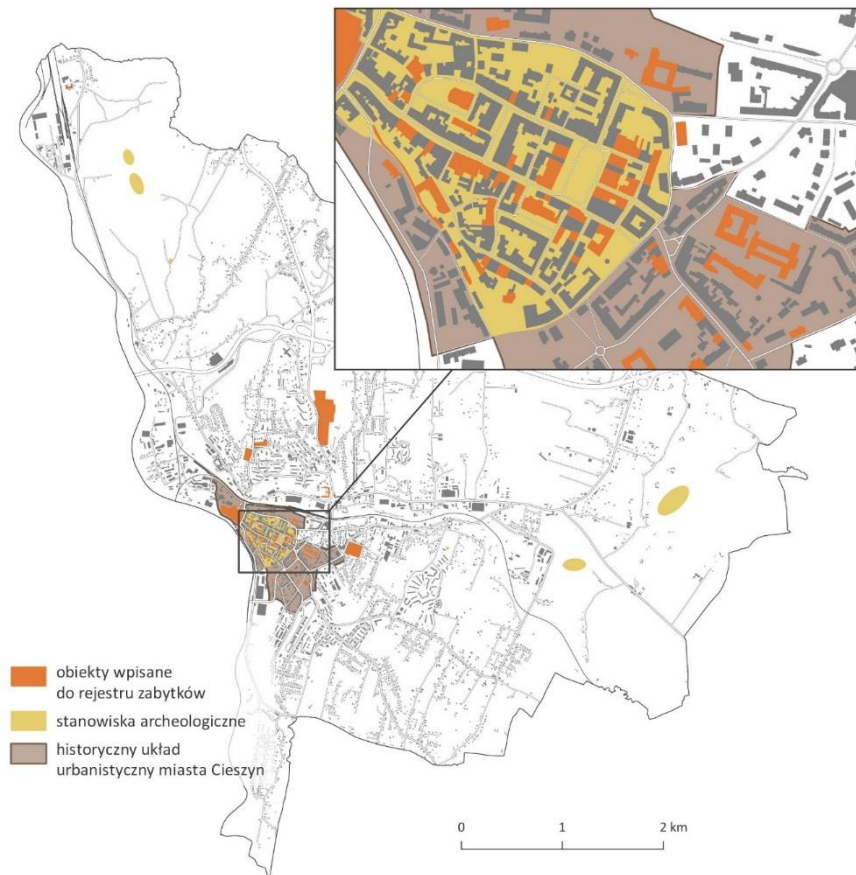 obiekty wpisane
do rejestru zabytków
stanowiska archeologiczne
historyczny układ
urbanistyczny miasta Cieszyn
0 1 2 km